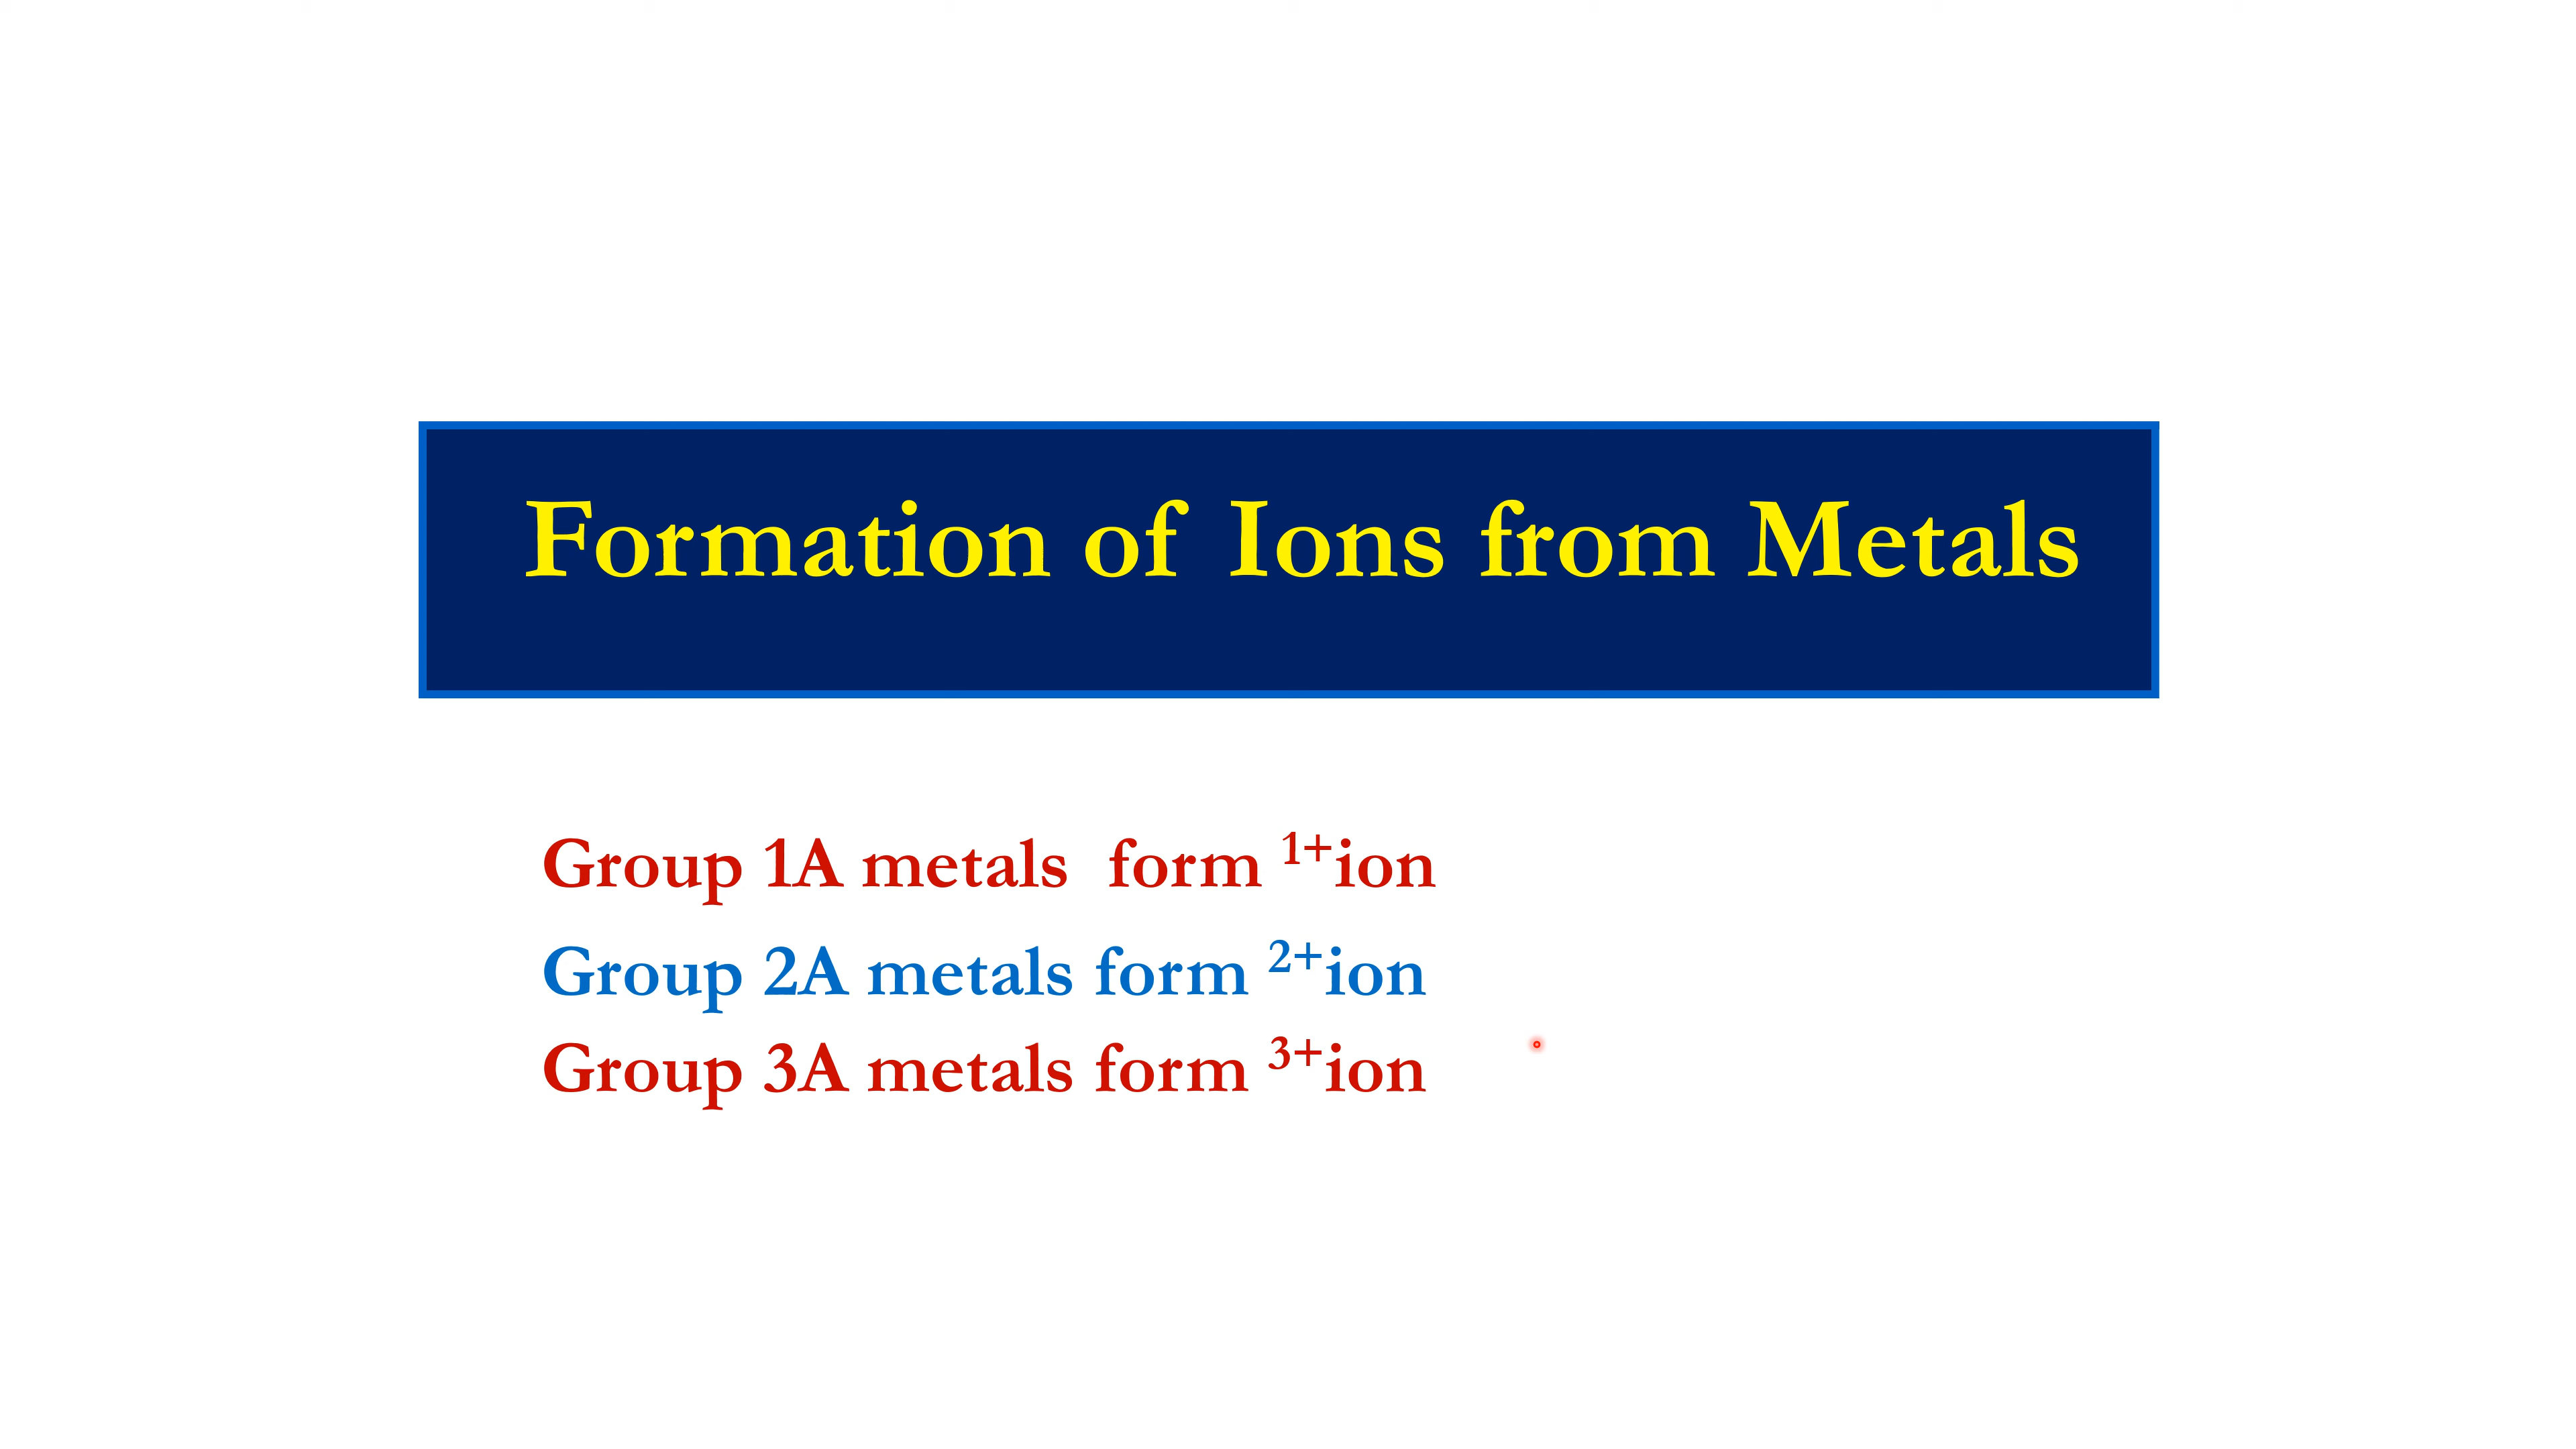 Formation of Ions from Metals
Group 1A metals form ¹⁺ion
Group 2A metals form ²⁺ion
Group 3A metals form ³⁺ion